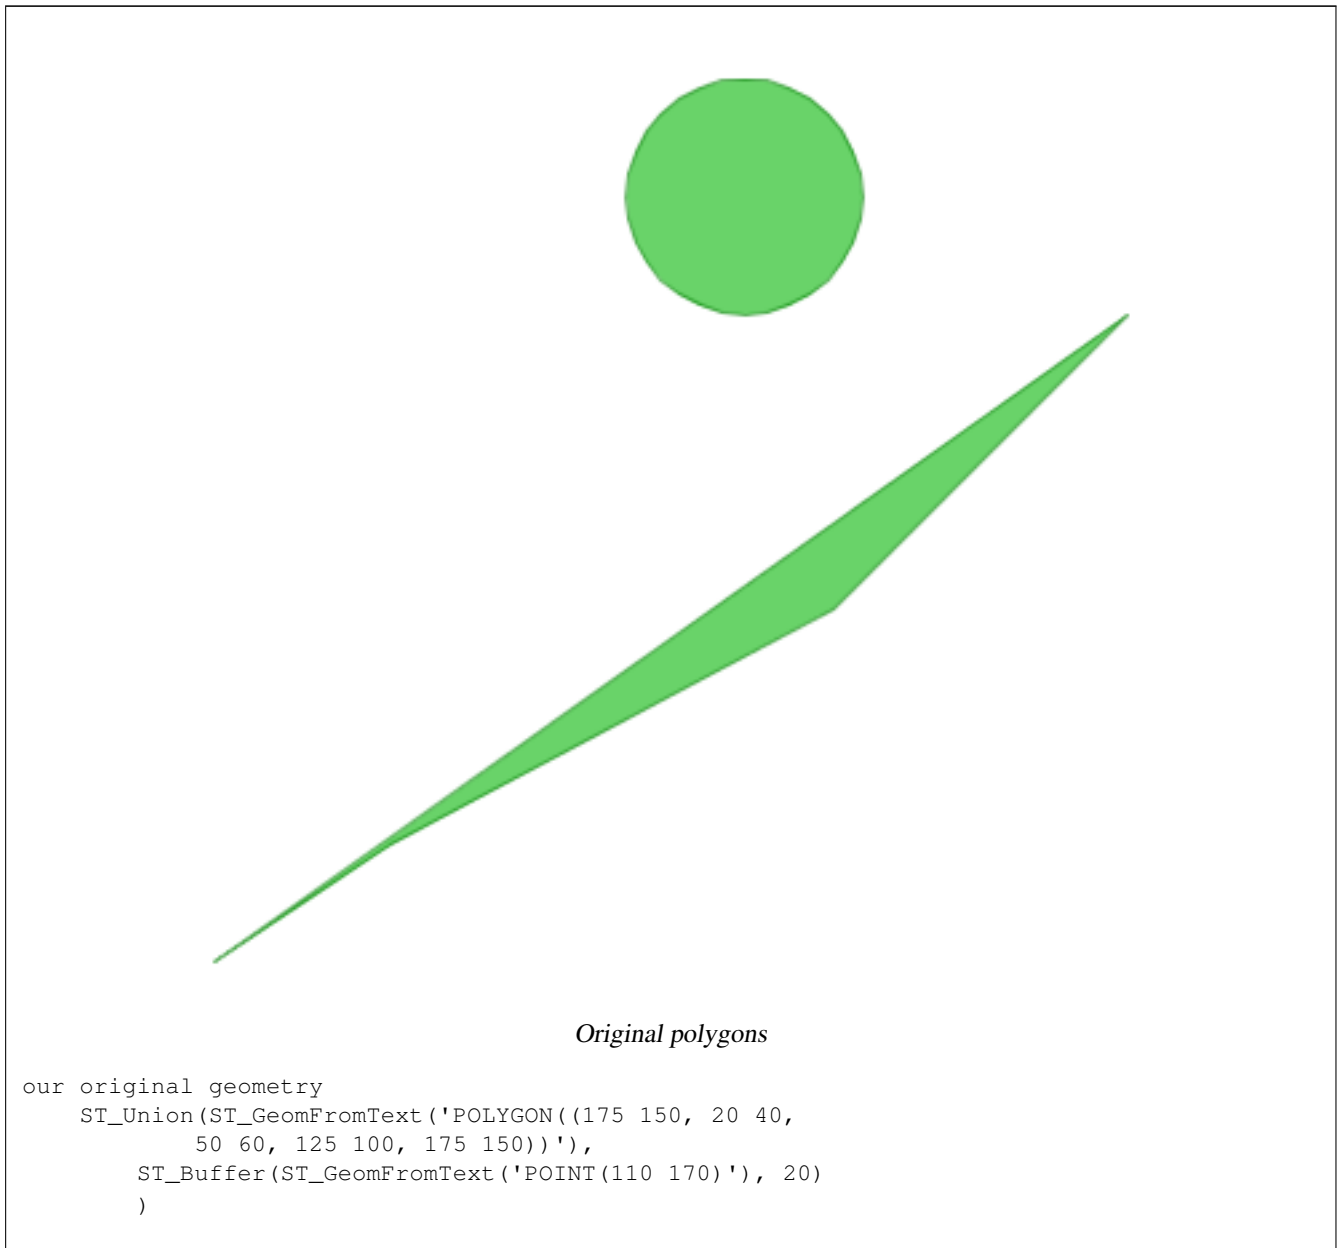 Original polygons
our original geometry
    ST_Union(ST_GeomFromText('POLYGON((175 150, 20 40,
            50 60, 125 100, 175 150))'),
        ST_Buffer(ST_GeomFromText('POINT(110 170)'), 20)
        )